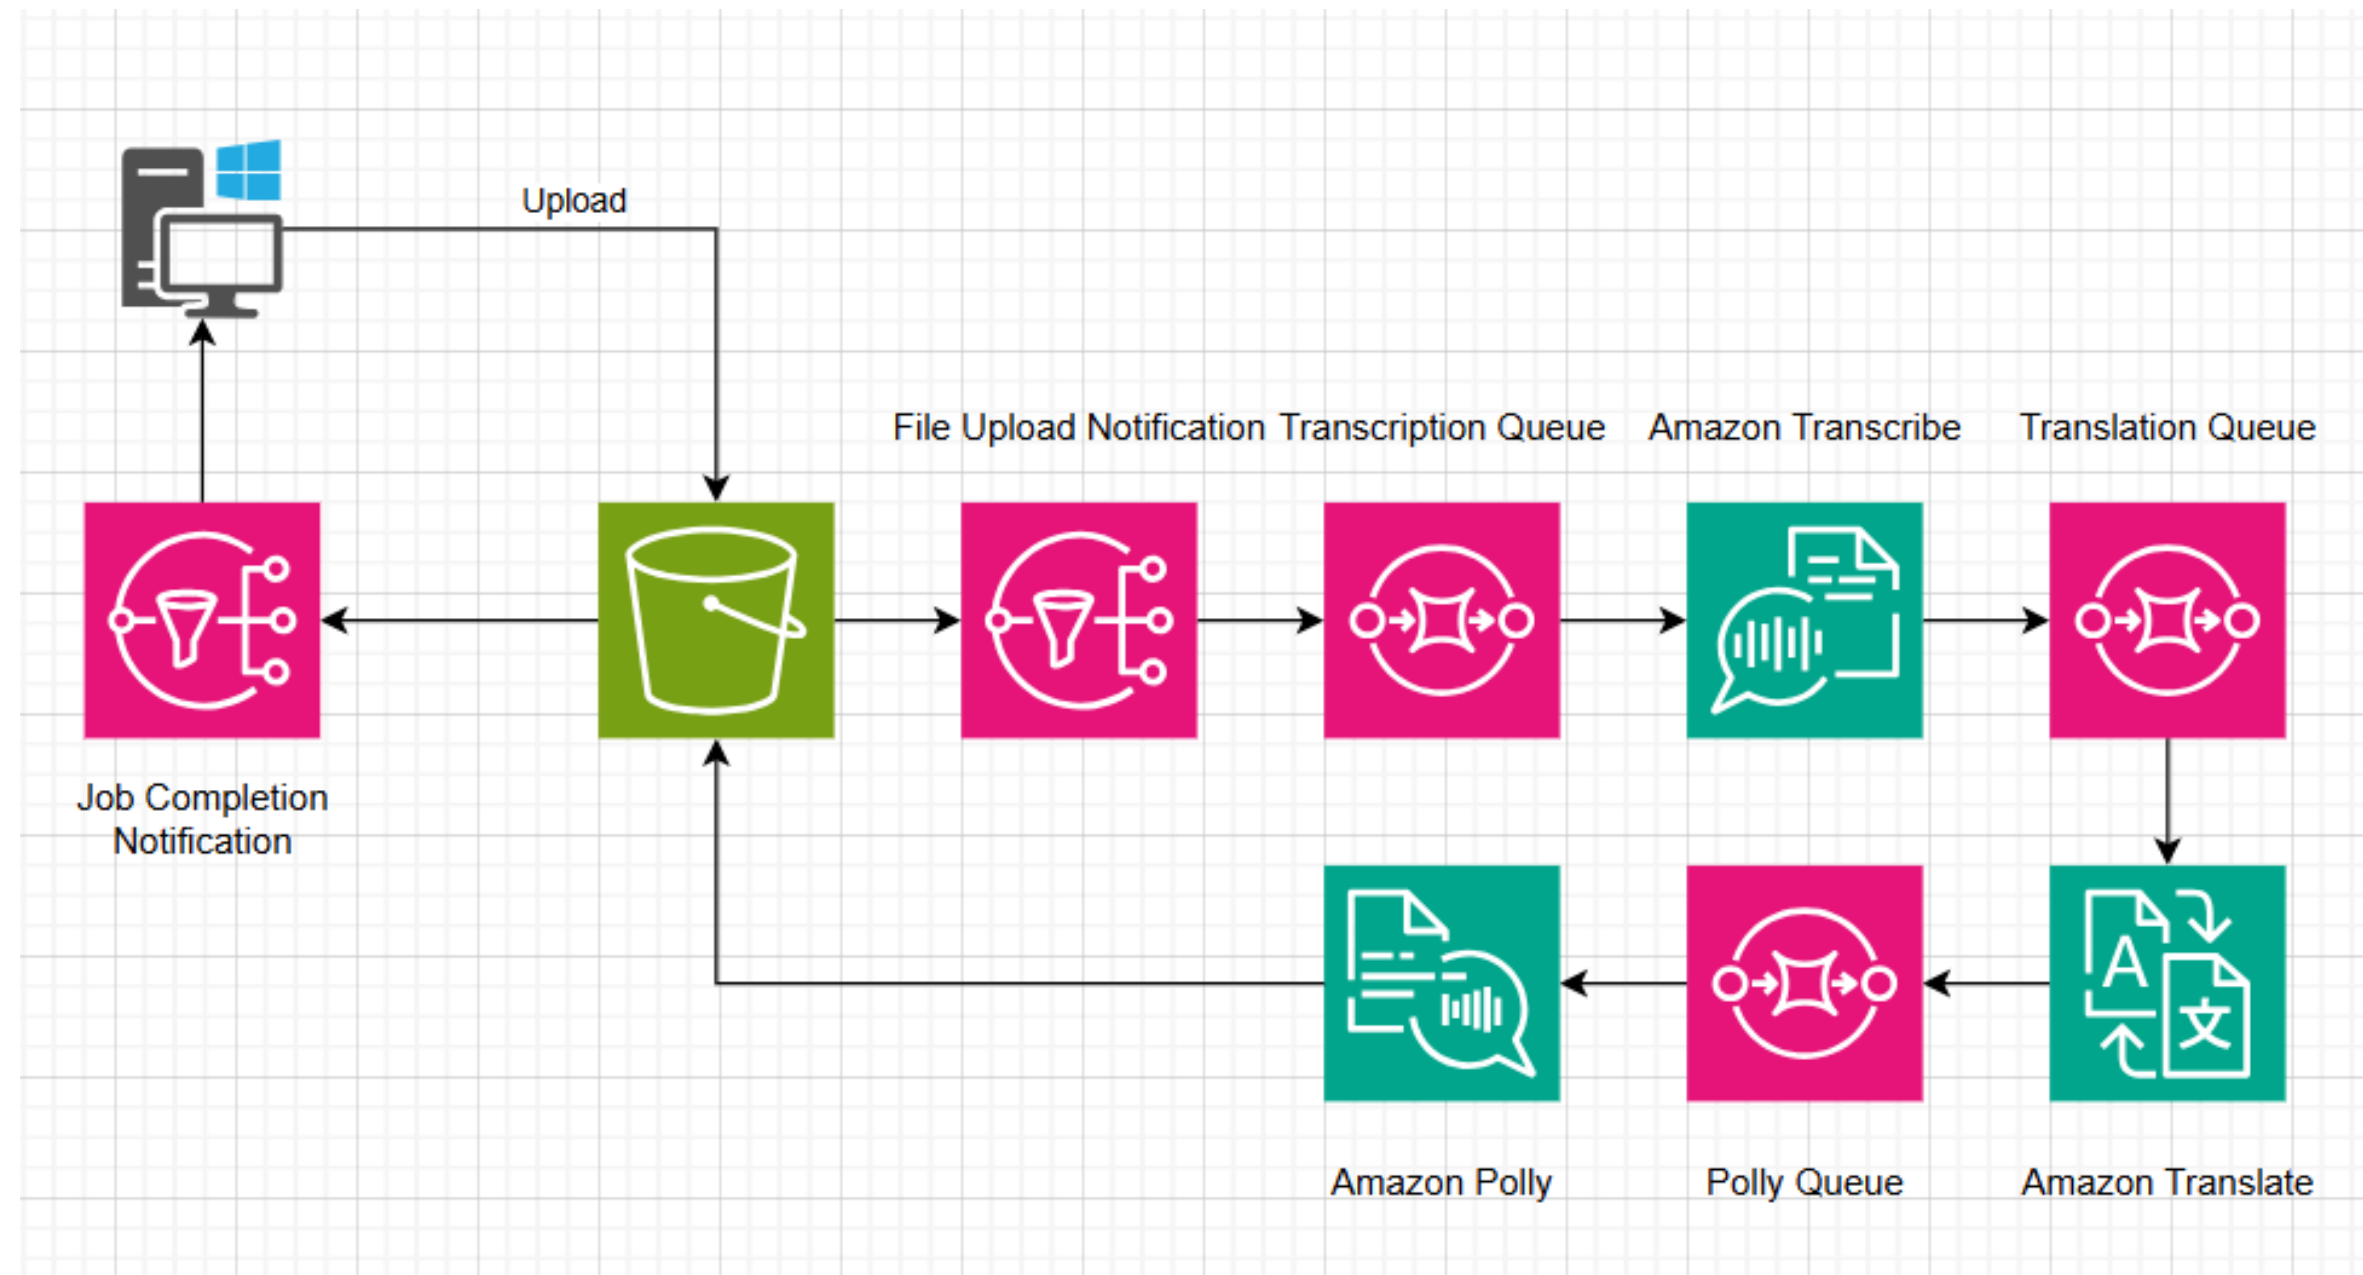 Upload
File Upload Notification
Transcription Queue
Amazon Transcribe
Translation Queue
Job Completion
Notification
A
文
Amazon Polly
Polly Queue
Amazon Translate